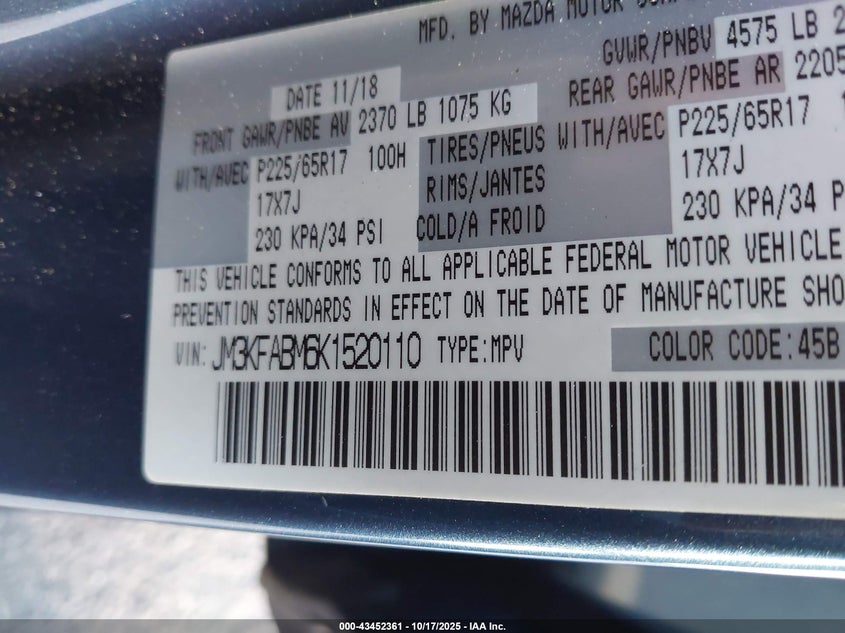 MFD. BY MAZDA MOTOR
DATE 11/18
GVWR/PNBV 4575 LB
FRONT GAWR/PNBE AV 2370 LB 1075 KG
REAR GAWR/PNBE AR 2205
WITH/AVEC P225/65R17 100H TIRES/PNEUS WITH/AVEC P225/65R17
17X7J RIMS/JANTES 17X7J
230 KPA/34 PSI COLD/A FROID 230 KPA/34 P
THIS VEHICLE CONFORMS TO ALL APPLICABLE FEDERAL MOTOR VEHICLE
PREVENTION STANDARDS IN EFFECT ON THE DATE OF MANUFACTURE SHO
VIN: JM3KFABM6K1520110 TYPE:MPV COLOR CODE:45B
000-43452361 - 10/17/2025 - IAA Inc.